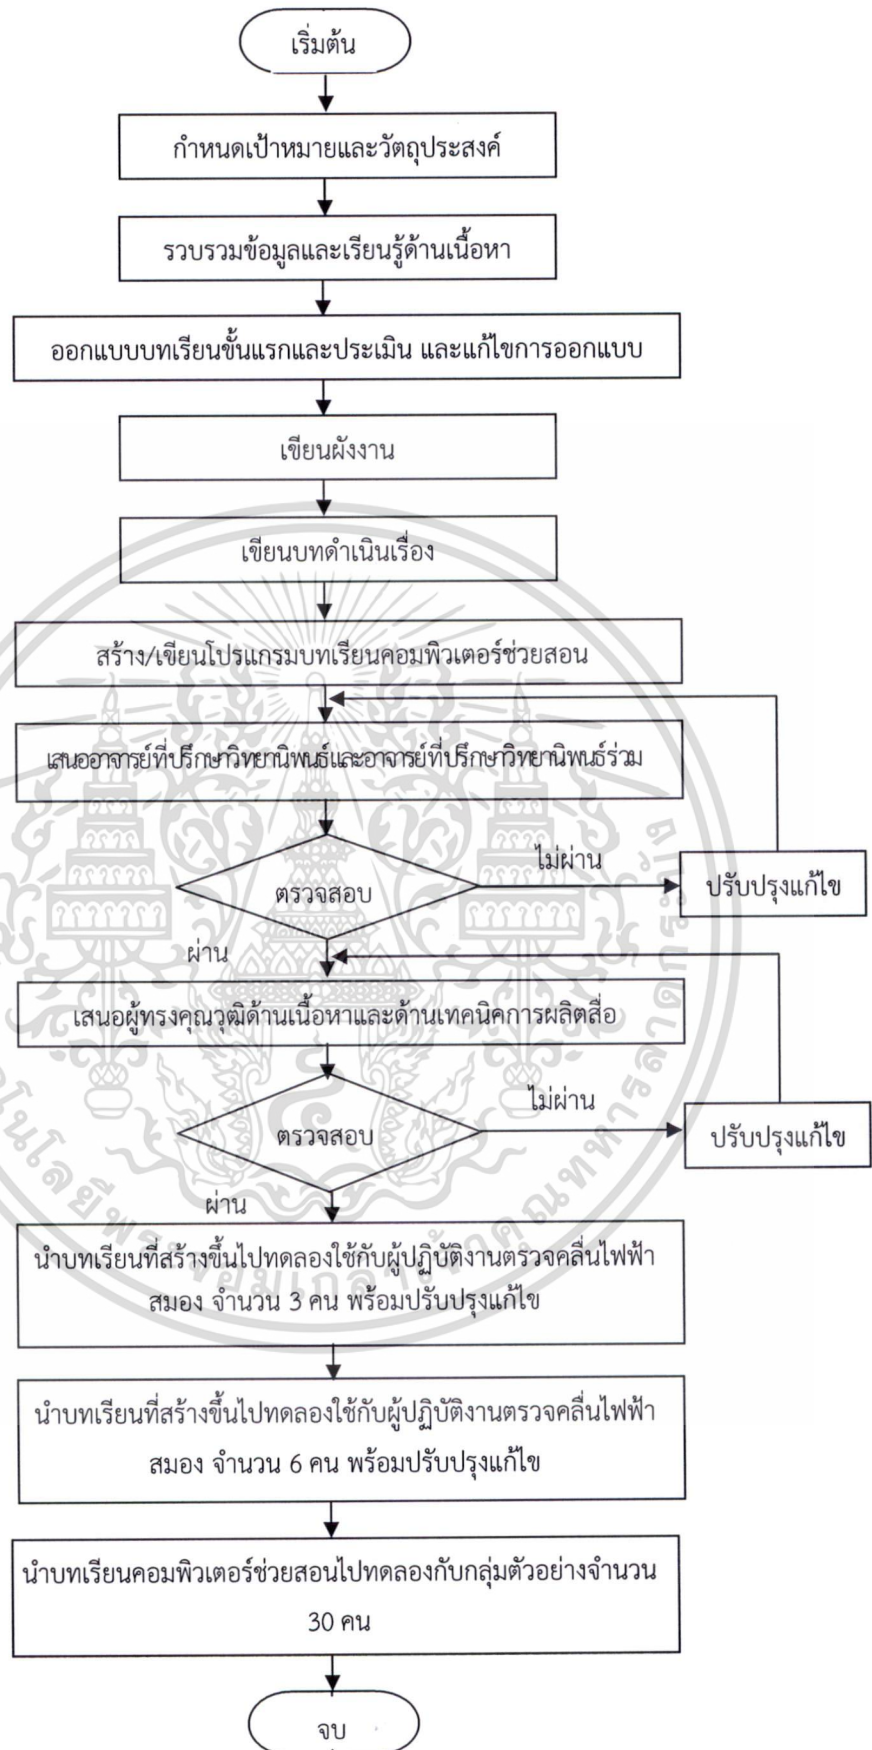 เริ่มต้น
กำหนดเป้าหมายและวัตถุประสงค์
รวบรวมข้อมูลและเรียนรู้ด้านเนื้อหา
ออกแบบบทเรียนขั้นแรกและประเมิน และแก้ไขการออกแบบ
เขียนผังงาน
เขียนบทดำเนินเรื่อง
สร้าง/เขียนโปรแกรมบทเรียนคอมพิวเตอร์ช่วยสอน
เสนออาจารย์ที่ปรึกษาวิทยานิพนธ์และอาจารย์ที่ปรึกษาวิทยานิพนธ์ร่วม
ตรวจสอบ
ไม่ผ่าน
ปรับปรุงแก้ไข
ผ่าน
เสนอผู้ทรงคุณวุฒิด้านเนื้อหาและด้านเทคนิคการผลิตสื่อ
ตรวจสอบ
ไม่ผ่าน
ปรับปรุงแก้ไข
ผ่าน
นำบทเรียนที่สร้างขึ้นไปทดลองใช้กับผู้ปฏิบัติงานตรวจคลื่นไฟฟ้า
สมอง จำนวน 3 คน พร้อมปรับปรุงแก้ไข
นำบทเรียนที่สร้างขึ้นไปทดลองใช้กับผู้ปฏิบัติงานตรวจคลื่นไฟฟ้า
สมอง จำนวน 6 คน พร้อมปรับปรุงแก้ไข
นำบทเรียนคอมพิวเตอร์ช่วยสอนไปทดลองกับกลุ่มตัวอย่างจำนวน
30 คน
จบ